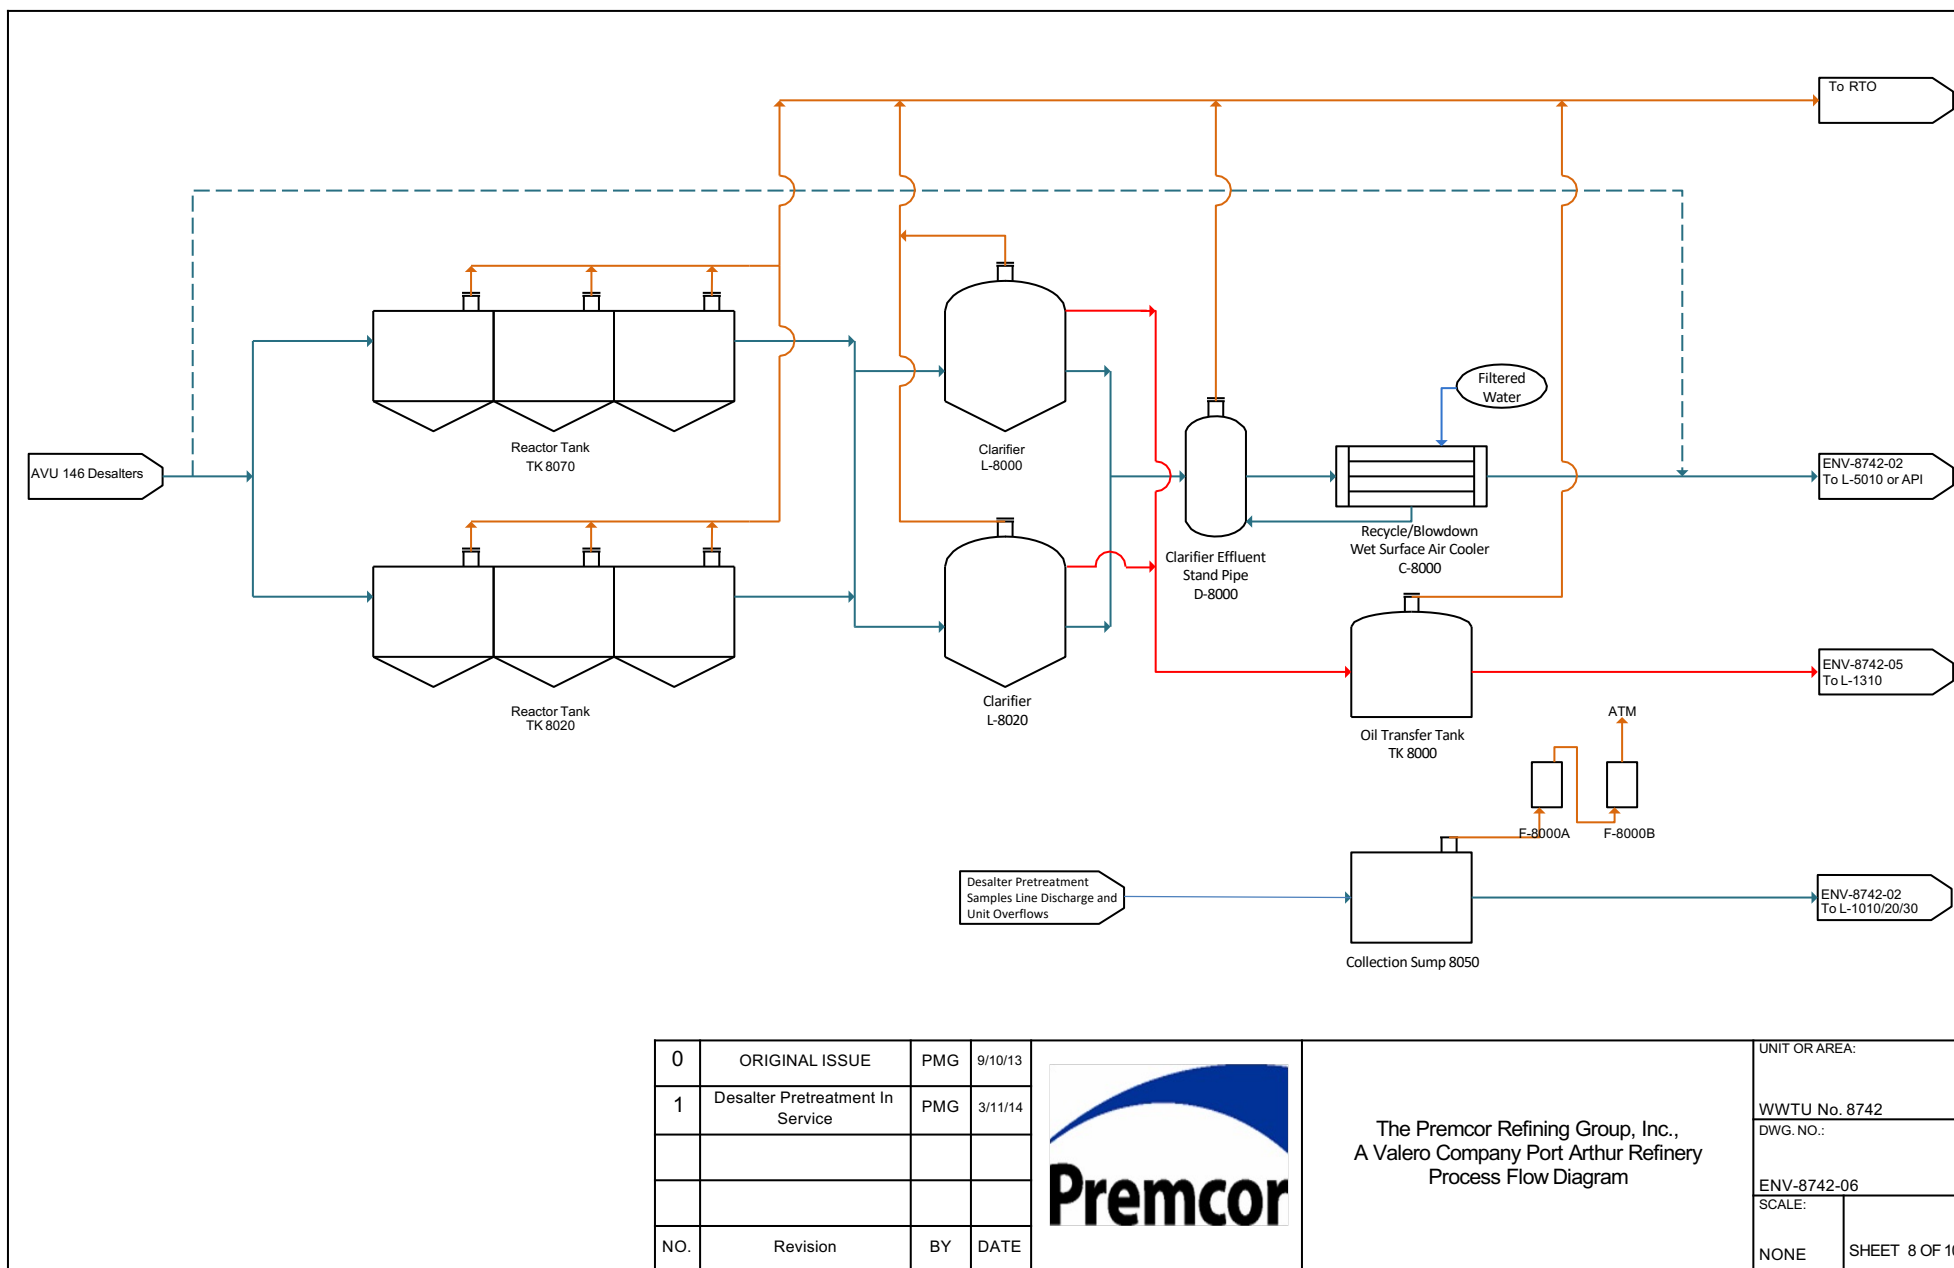 To RTO
Filtered
Water
AVU 146 Desalters
Reactor Tank
TK 8070
Clarifier
L-8000
ENV-8742-02
To L-5010 or API
Recycle/Blowdown
Wet Surface Air Cooler
C-8000
Clarifier Effluent
Stand Pipe
D-8000
Reactor Tank
TK 8020
Clarifier
L-8020
ENV-8742-05
To L-1310
Oil Transfer Tank
TK 8000
ATM
F-8000A
F-8000B
Desalter Pretreatment
Samples Line Discharge and
Unit Overflows
ENV-8742-02
To L-1010/20/30
Collection Sump 8050
0 ORIGINAL ISSUE PMG 9/10/13
1 Desalter Pretreatment In
Service PMG 3/11/14
NO. Revision BY DATE
Premcor
The Premcor Refining Group, Inc.,
A Valero Company Port Arthur Refinery
Process Flow Diagram
UNIT OR AREA:
WWTU No. 8742
DWG. NO.:
ENV-8742-06
SCALE:
NONE
SHEET 8 OF 10